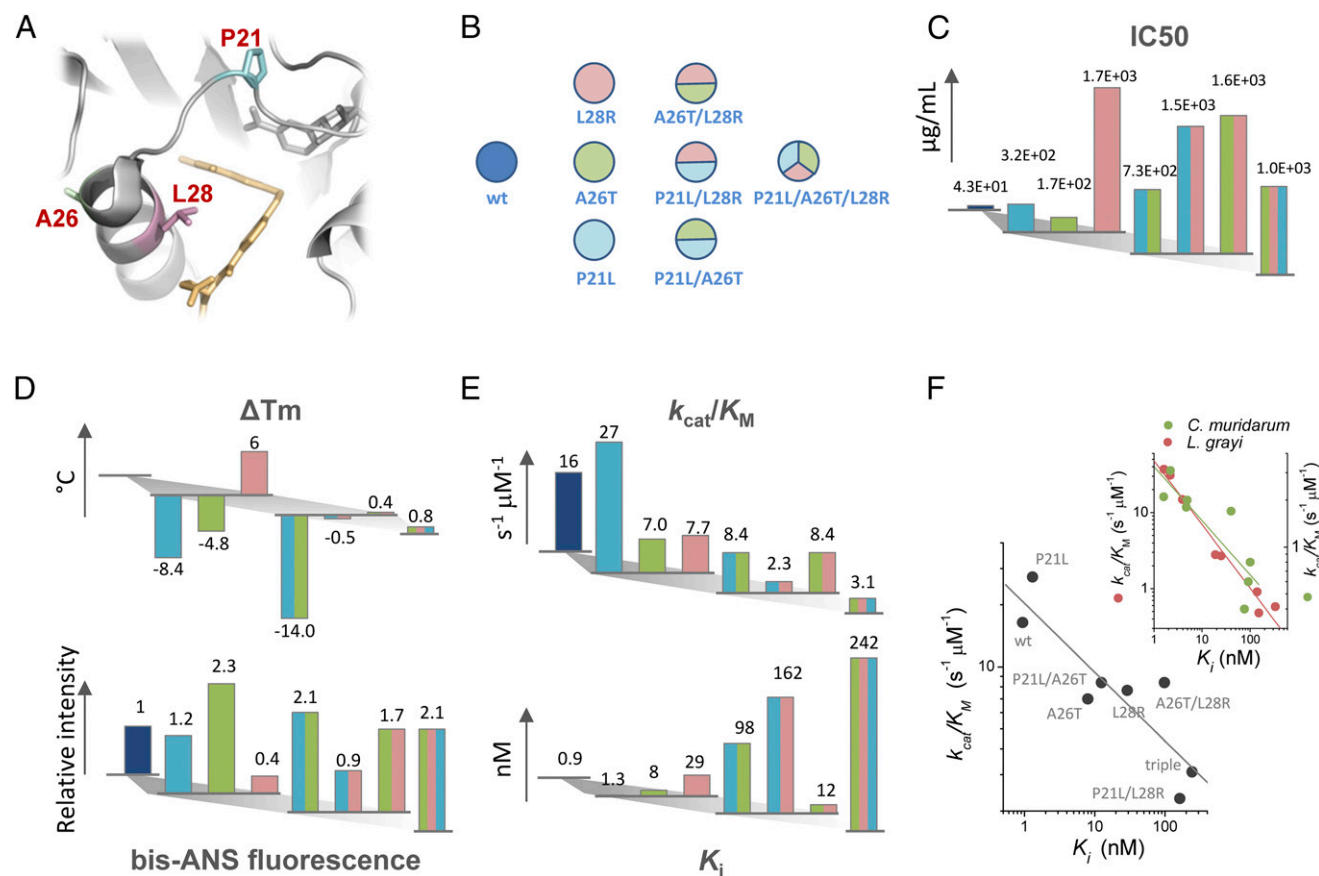 A
P21
L28
A26
B
L28R
A26T/L28R
wt
A26T
P21L/L28R
P21L/A26T/L28R
P21L
P21L/A26T
C
IC50
µg/mL
4.3E+01
3.2E+02
1.7E+02
1.7E+03
7.3E+02
1.5E+03
1.6E+03
1.0E+03
D
ΔTm
°C
-8.4
-4.8
6
-14.0
-0.5
0.4
0.8
Relative intensity
1
1.2
2.3
0.4
2.1
0.9
1.7
2.1
bis-ANS fluorescence
E
kcat/KM
s-1 µM-1
16
27
7.0
7.7
8.4
2.3
8.4
3.1
nM
0.9
1.3
8
29
98
162
12
242
Ki
F
C. muridarum
L. grayi
kcat/KM (s-1 µM-1)
10
1
1
kcat/KM (s-1 µM-1)
1
10
100
Ki (nM)
kcat/KM (s-1 µM-1)
10
P21L
wt
P21L/A26T
A26T
L28R
A26T/L28R
triple
P21L/L28R
1
10
100
Ki (nM)